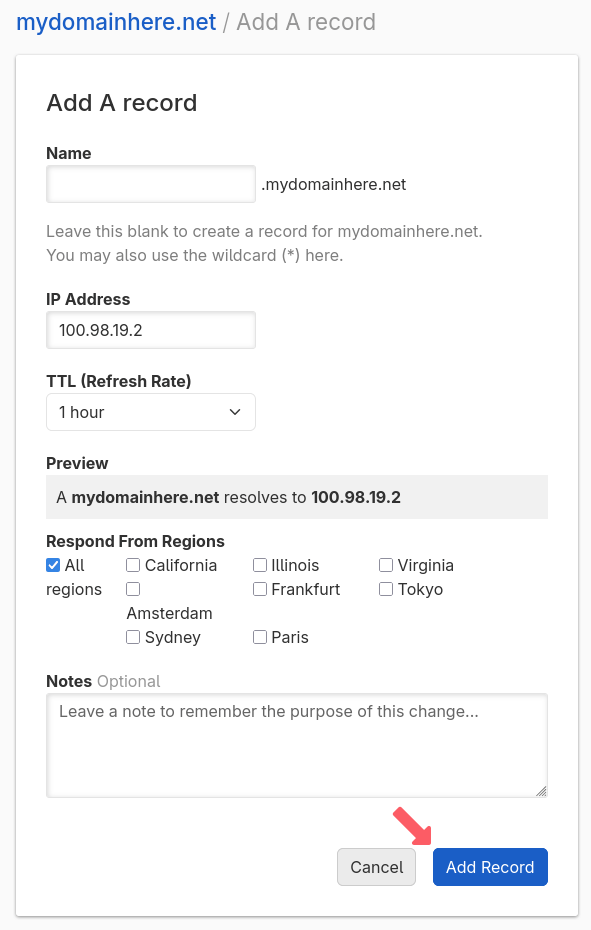 mydomainhere.net / Add A record
Add A record
Name
.mydomainhere.net
Leave this blank to create a record for mydomainhere.net.
You may also use the wildcard (*) here.
IP Address
100.98.19.2
TTL (Refresh Rate)
1 hour
Preview
A mydomainhere.net resolves to 100.98.19.2
Respond From Regions
All regions
California
Illinois
Virginia
Amsterdam
Frankfurt
Tokyo
Sydney
Paris
Notes Optional
Leave a note to remember the purpose of this change...
Cancel
Add Record